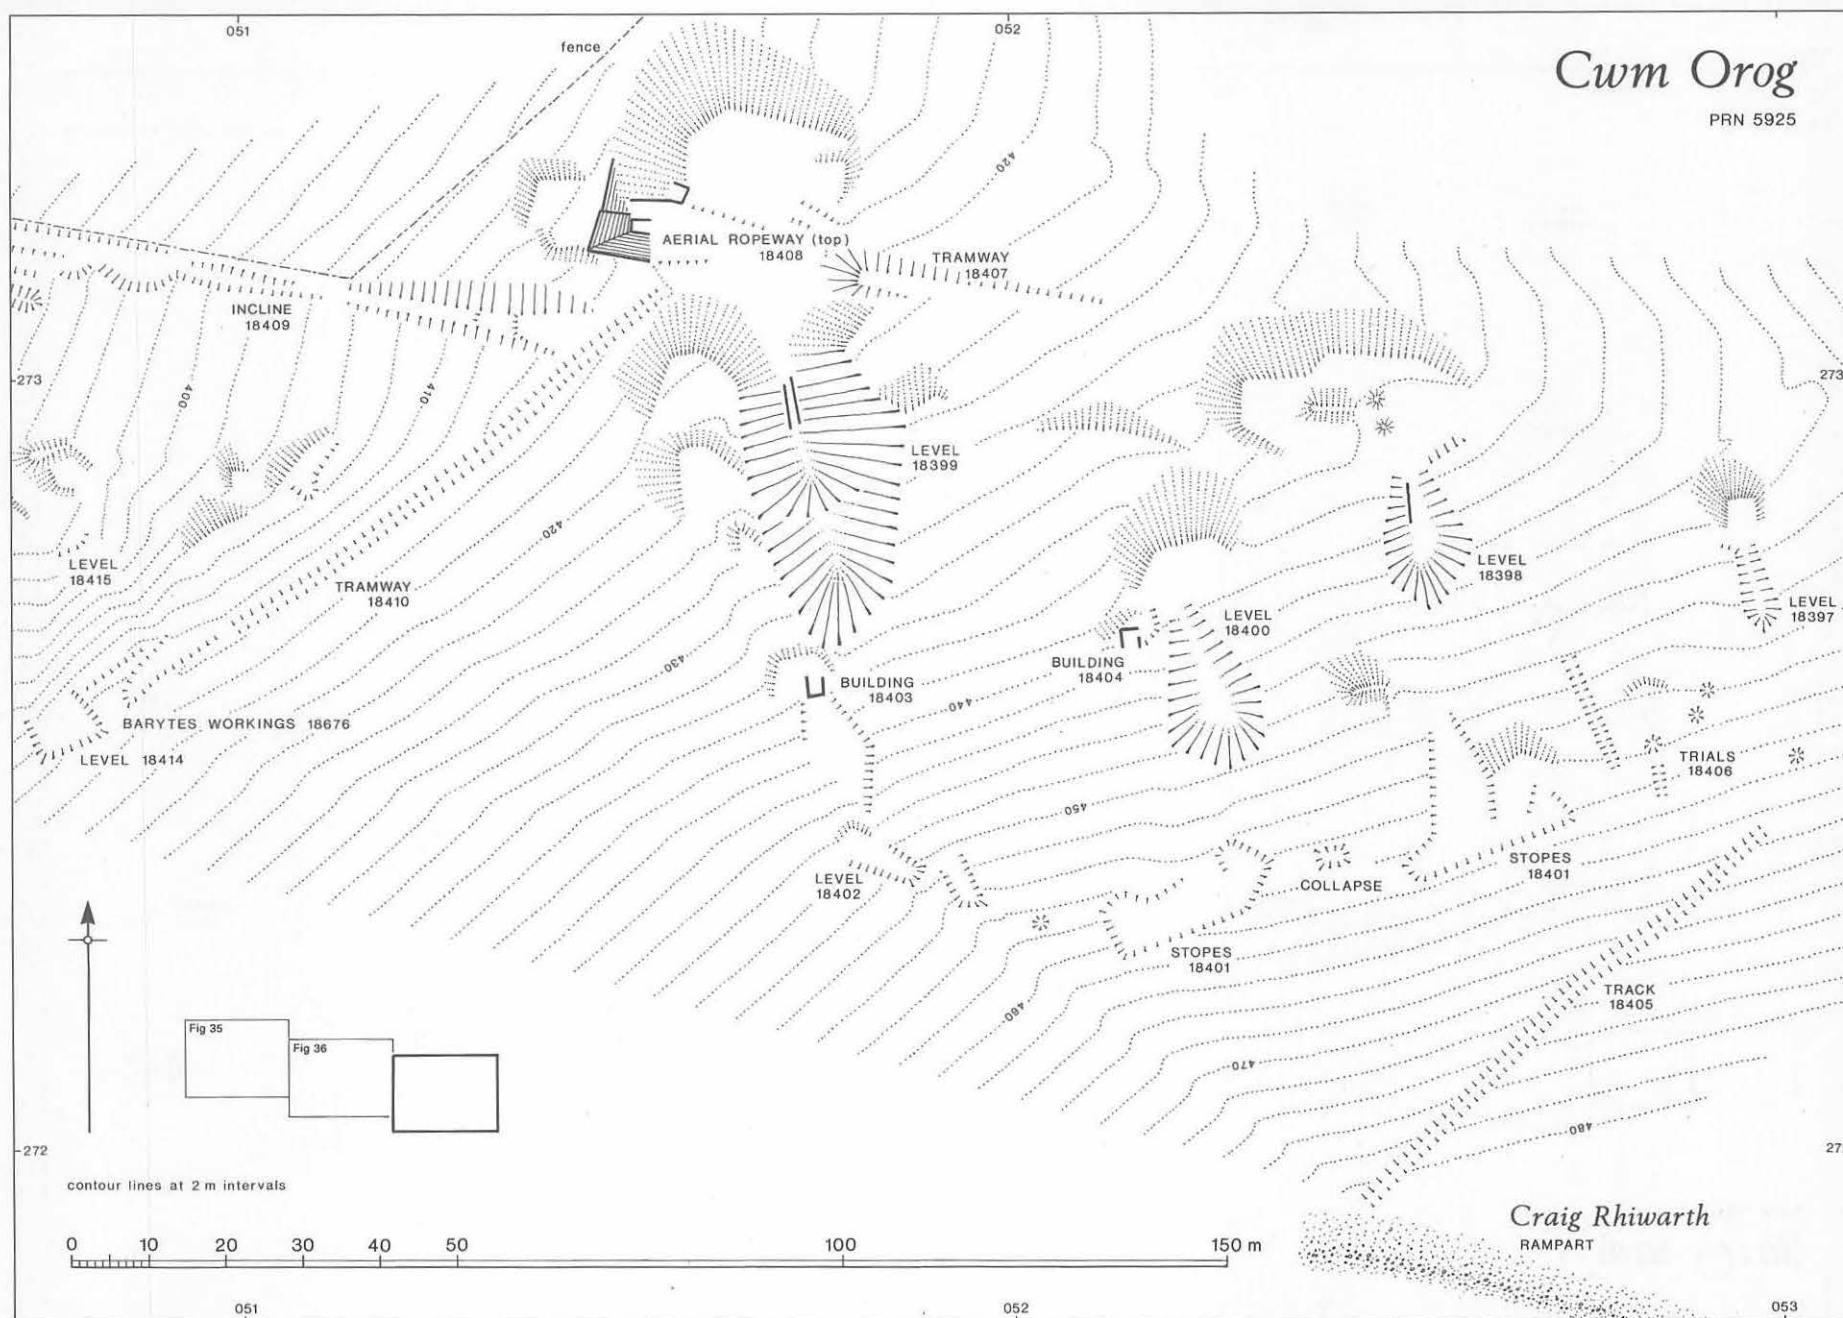 051
052
fence
Cwm Orog
PRN 5925
420
AERIAL ROPEWAY (top)
18408
TRAMWAY
18407
INCLINE
18409
273
273
400
410
LEVEL
18399
420
LEVEL
18415
TRAMWAY
18410
LEVEL
18398
LEVEL
18397
LEVEL
18400
BUILDING
18404
430
BUILDING
18403
440
BARYTES WORKINGS 18676
LEVEL 18414
TRIALS
18406
450
STOPES
18401
LEVEL
18402
COLLAPSE
STOPES
18401
TRACK
18405
460
Fig 35
Fig 36
470
480
272
272
contour lines at 2 m intervals
Craig Rhiwarth
RAMPART
0 10 20 30 40 50 100 150 m
051
052
053